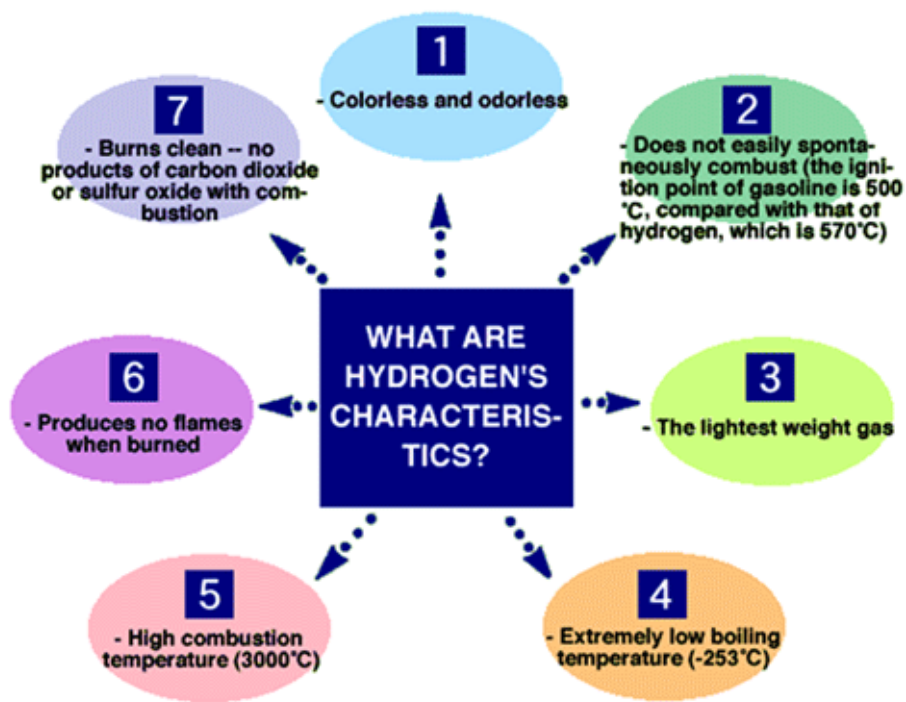 WHAT ARE
HYDROGEN'S
CHARACTERIS-
TICS?
1
- Colorless and odorless
2
- Does not easily sponta-
neously combust (the igni-
tion point of gasoline is 500
°C, compared with that of
hydrogen, which is 570°C)
3
- The lightest weight gas
4
- Extremely low boiling
temperature (-253°C)
5
- High combustion
temperature (3000°C)
6
- Produces no flames
when burned
7
- Burns clean -- no
products of carbon dioxide
or sulfur oxide with com-
bustion